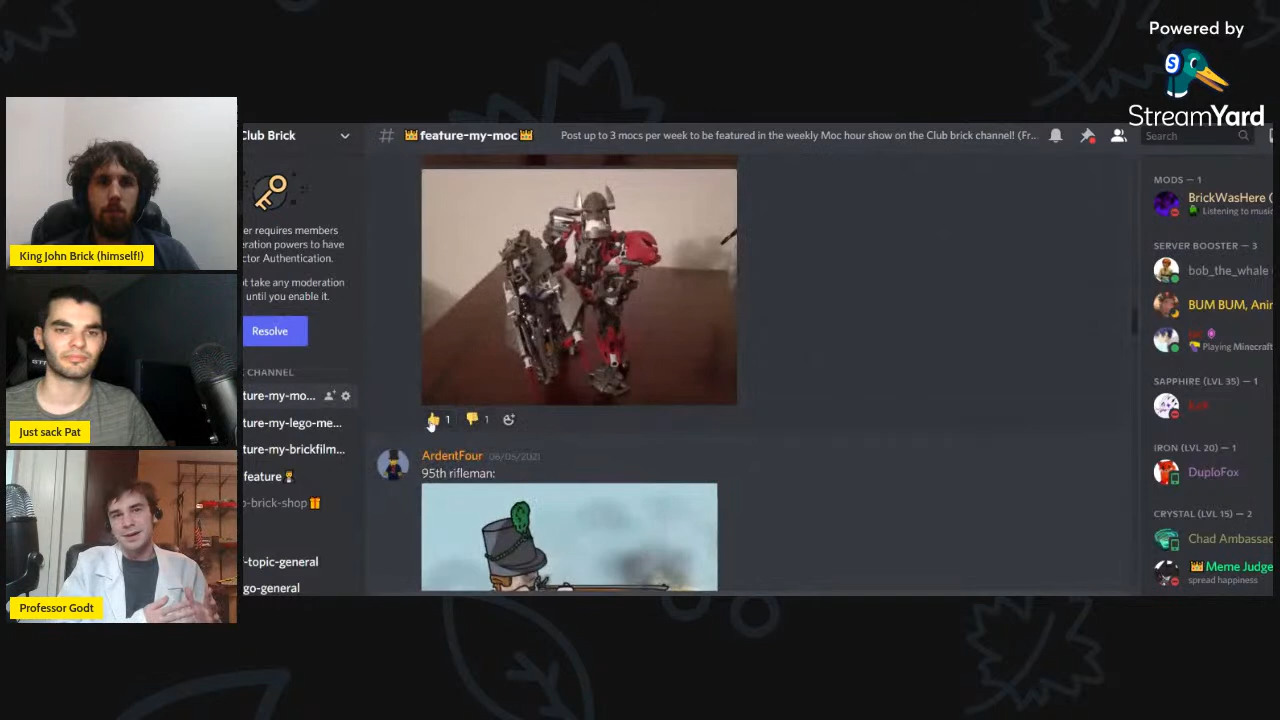 Powered by
StreamYard
King John Brick (himself!)
Just sack Pat
Professor Godt
Club Brick
er requires members
eration powers to have
ctor Authentication.
t take any moderation
until you enable it.
Resolve
CHANNEL
ture-my-mo...
ture-my-lego-me...
ture-my-brickfilm...
feature
-brick-shop
-topic-general
go-general
# feature-my-moc
Post up to 3 mocs per week to be featured in the weekly Moc hour show on the Club brick channel! (Fr...
Search
1
1
ArdentFour 06/05/2021
95th rifleman:
MODS — 1
BrickWasHere
Listening to music
SERVER BOOSTER — 3
bob_the_whale
BUM BUM, Anim
Playing Minecraft
SAPPHIRE (LVL 35) — 1
IRON (LVL 20) — 1
DuploFox
CRYSTAL (LVL 15) — 2
Chad Ambassad
Meme Judge
spread happiness